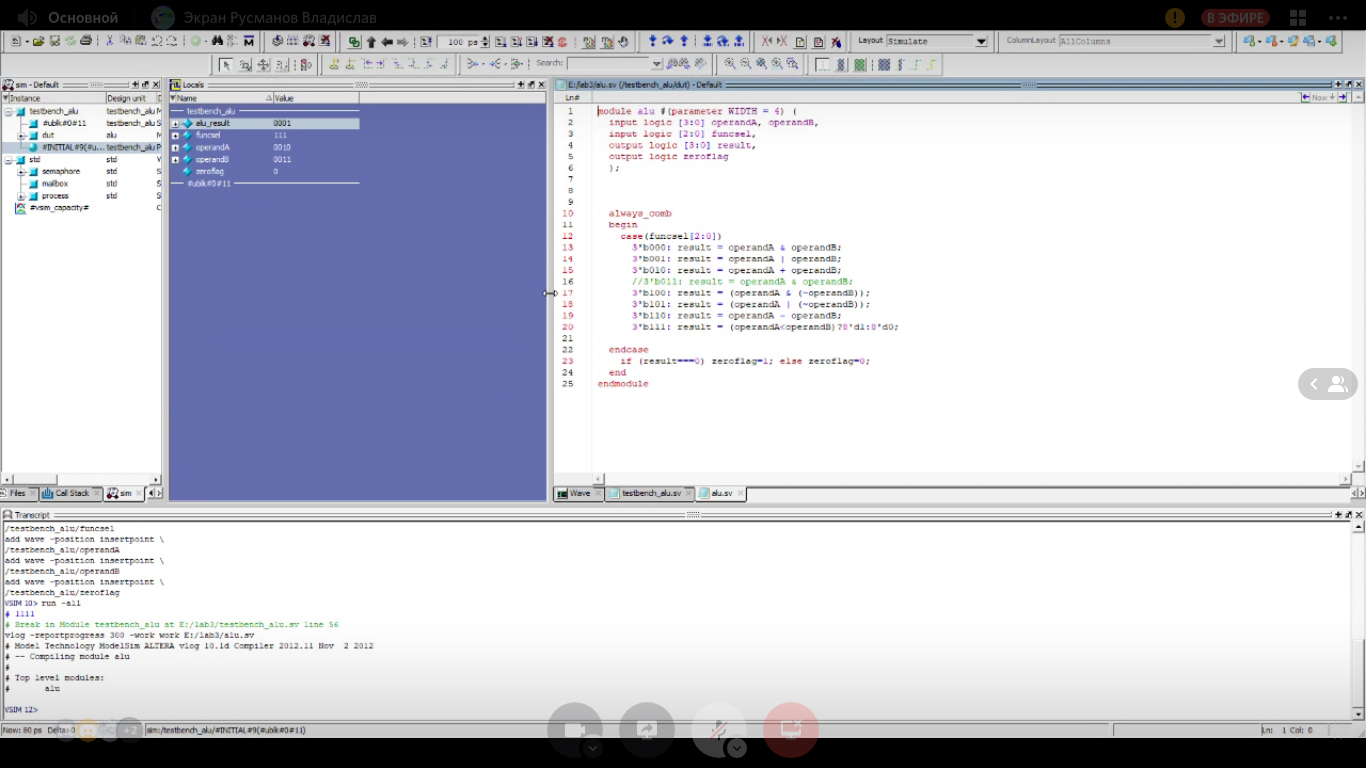 Основной
Экран Русманов Владислав
В ЭФИРЕ
100 ps
Layout Simulate
ColumnLayout AllColumns
Search:
sim - Default
Instance Design unit
testbench_alu testbench_alu
#ublk#0#11 testbench_alu
dut alu
#INITIAL#9(#u... testbench_alu
std std
semaphore std
mailbox std
process std
#vsim_capacity#
Files
Call Stack
sim
Locals
Name Value
testbench_alu
alu_result 0001
funcsel 111
operandA 0010
operandB 0011
zeroflag 0
#ublk#0#11
E:/lab3/alu.sv (/testbench_alu/dut) - Default
Ln#
Now
1 module alu #(parameter WIDTH = 4) (
2 input logic [3:0] operandA, operandB,
3 input logic [2:0] funcsel,
4 output logic [3:0] result,
5 output logic zeroflag
6 );
7
8
9
10 always_comb
11 begin
12 case(funcsel[2:0])
13 3'b000: result = operandA & operandB;
14 3'b001: result = operandA | operandB;
15 3'b010: result = operandA + operandB;
16 //3'b011: result = operandA & operandB;
17 3'b100: result = (operandA & (~operandB));
18 3'b101: result = (operandA | (~operandB));
19 3'b110: result = operandA - operandB;
20 3'b111: result = (operandA<operandB)?8'd1:8'd0;
21
22 endcase
23 if (result===0) zeroflag=1; else zeroflag=0;
24 end
25 endmodule
Wave
testbench_alu.sv
alu.sv
Transcript
/testbench_alu/funcsel
add wave -position insertpoint \
/testbench_alu/operandA
add wave -position insertpoint \
/testbench_alu/operandB
add wave -position insertpoint \
/testbench_alu/zeroflag
VSIM 10> run -all
# 1111
# Break in Module testbench_alu at E:/lab3/testbench_alu.sv line 56
vlog -reportprogress 300 -work work E:/lab3/alu.sv
# Model Technology ModelSim ALTERA vlog 10.1d Compiler 2012.11 Nov 2 2012
# -- Compiling module alu
#
# Top level modules:
# alu
VSIM 12>
Now: 80 ps Delta: 0
+2
sim:/testbench_alu/#INITIAL#9(#ublk#0#11)
Ln: 1 Col: 0